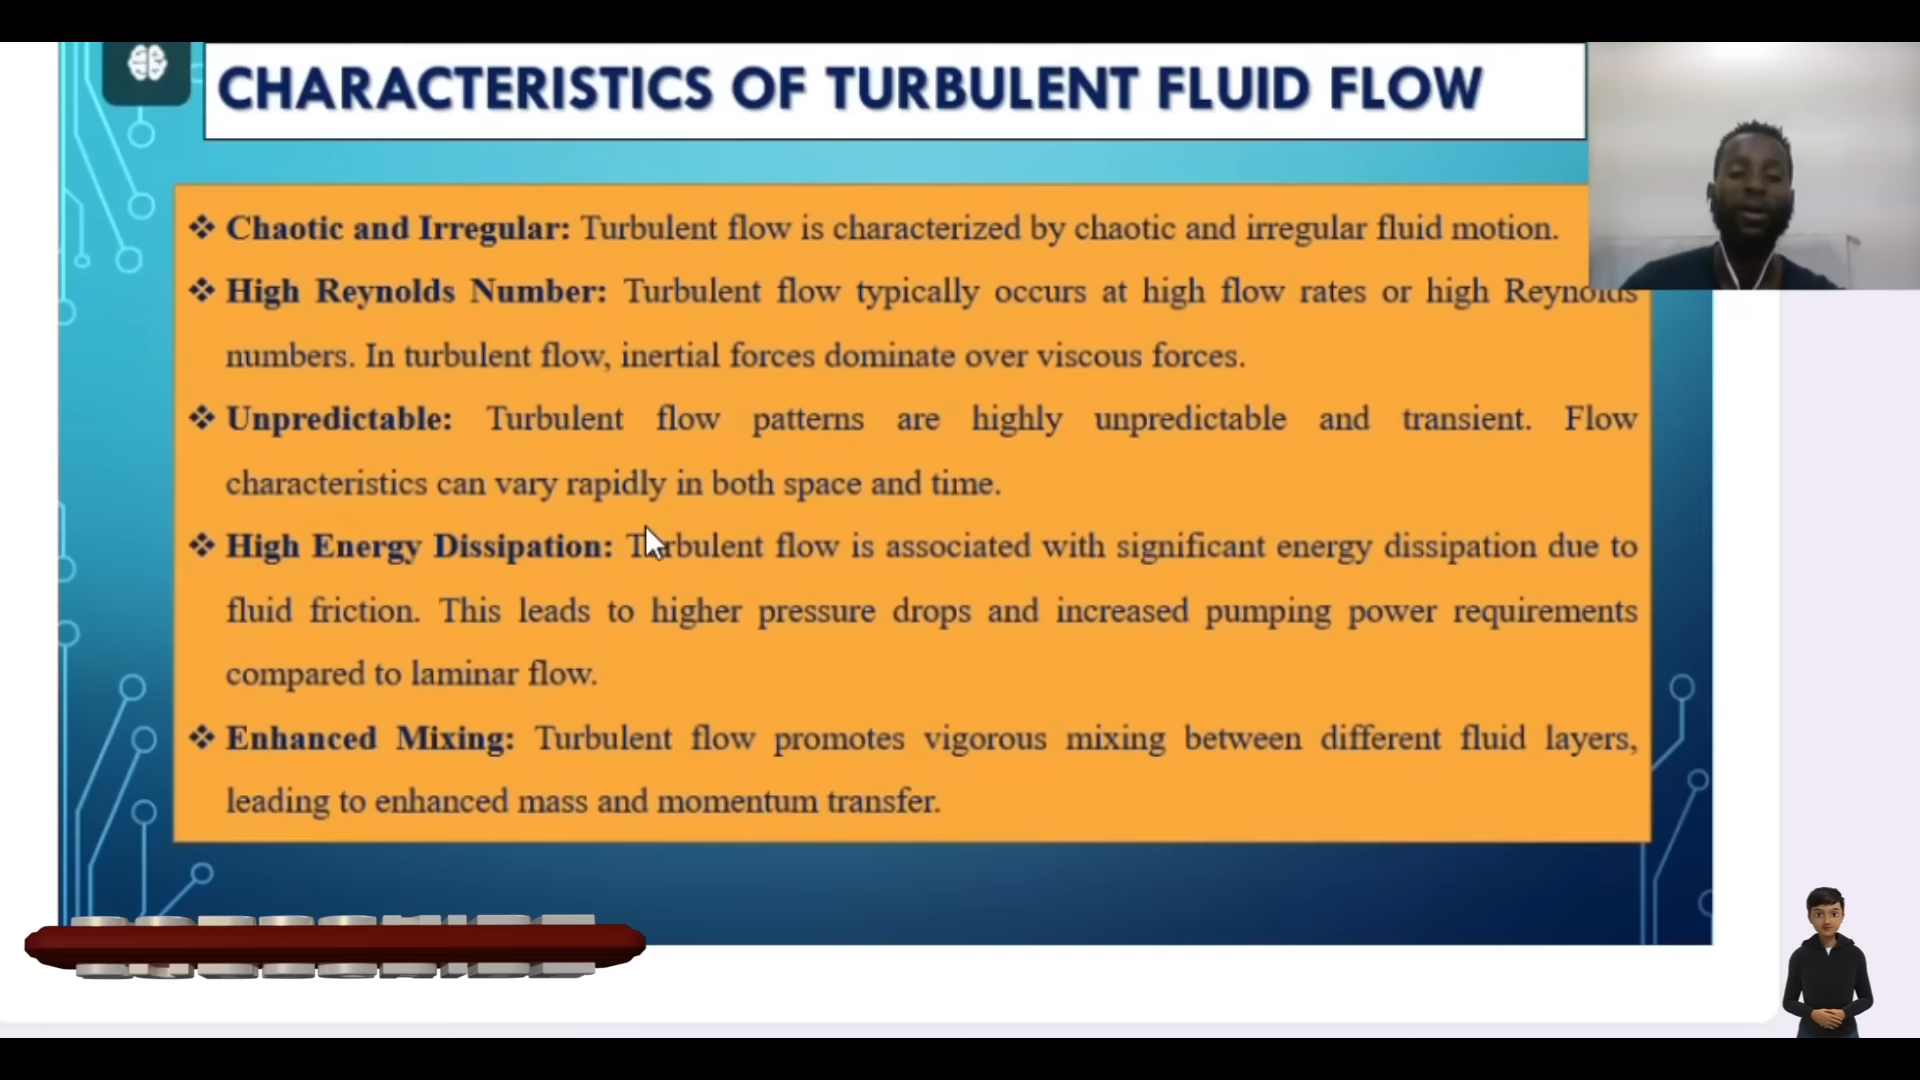 CHARACTERISTICS OF TURBULENT FLUID FLOW
❖ Chaotic and Irregular: Turbulent flow is characterized by chaotic and irregular fluid motion.
❖ High Reynolds Number: Turbulent flow typically occurs at high flow rates or high Reynolds
numbers. In turbulent flow, inertial forces dominate over viscous forces.
❖ Unpredictable: Turbulent flow patterns are highly unpredictable and transient. Flow
characteristics can vary rapidly in both space and time.
❖ High Energy Dissipation: Turbulent flow is associated with significant energy dissipation due to
fluid friction. This leads to higher pressure drops and increased pumping power requirements
compared to laminar flow.
❖ Enhanced Mixing: Turbulent flow promotes vigorous mixing between different fluid layers,
leading to enhanced mass and momentum transfer.